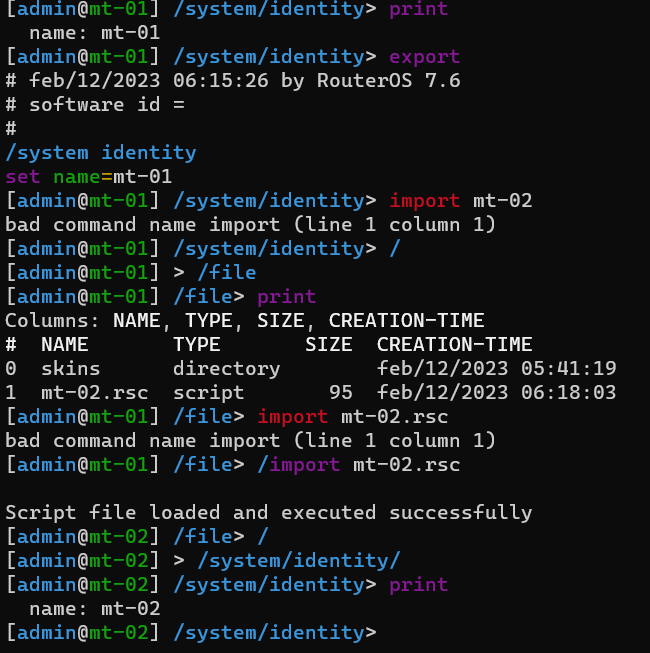 [admin@mt-01] /system/identity> print
  name: mt-01
[admin@mt-01] /system/identity> export
# feb/12/2023 06:15:26 by RouterOS 7.6
# software id =
#
/system identity
set name=mt-01
[admin@mt-01] /system/identity> import mt-02
bad command name import (line 1 column 1)
[admin@mt-01] /system/identity> /
[admin@mt-01] > /file
[admin@mt-01] /file> print
Columns: NAME, TYPE, SIZE, CREATION-TIME
#  NAME       TYPE       SIZE  CREATION-TIME
0  skins      directory        feb/12/2023 05:41:19
1  mt-02.rsc  script       95  feb/12/2023 06:18:03
[admin@mt-01] /file> import mt-02.rsc
bad command name import (line 1 column 1)
[admin@mt-01] /file> /import mt-02.rsc

Script file loaded and executed successfully
[admin@mt-02] /file> /
[admin@mt-02] > /system/identity/
[admin@mt-02] /system/identity> print
  name: mt-02
[admin@mt-02] /system/identity>